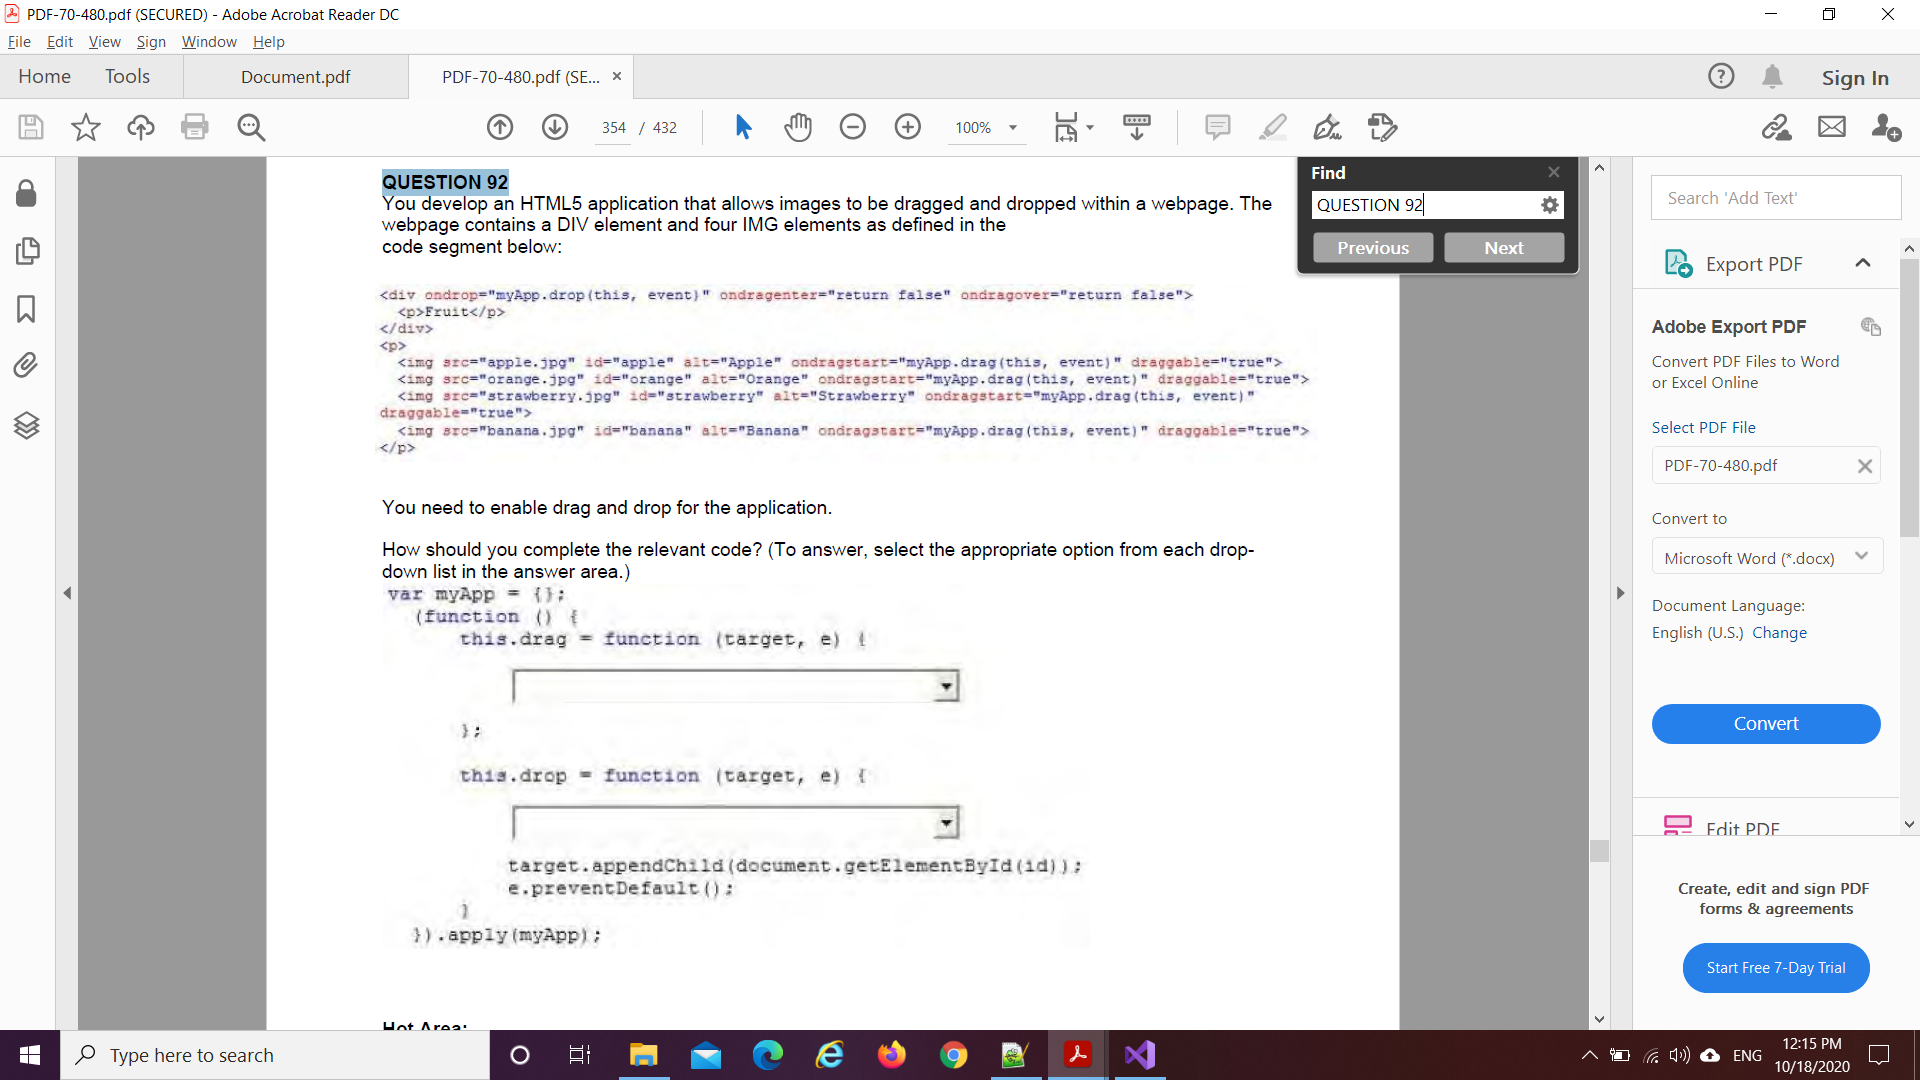 PDF-70-480.pdf (SECURED) - Adobe Acrobat Reader DC
File Edit View Sign Window Help
Home Tools Document.pdf PDF-70-480.pdf (SE... × Sign In
354 / 432 100%
Find
QUESTION 92
Previous Next
QUESTION 92
You develop an HTML5 application that allows images to be dragged and dropped within a webpage. The
webpage contains a DIV element and four IMG elements as defined in the
code segment below:
<div ondrop="myApp.drop(this, event)" ondragenter="return false" ondragover="return false">
<p>Fruit</p>
</div>
<p>
<img src="apple.jpg" id="apple" alt="Apple" ondragstart="myApp.drag(this, event)" draggable="true">
<img src="orange.jpg" id="orange" alt="Orange" ondragstart="myApp.drag(this, event)" draggable="true">
<img src="strawberry.jpg" id="strawberry" alt="Strawberry" ondragstart="myApp.drag(this, event)"
draggable="true">
<img src="banana.jpg" id="banana" alt="Banana" ondragstart="myApp.drag(this, event)" draggable="true">
</p>
You need to enable drag and drop for the application.
How should you complete the relevant code? (To answer, select the appropriate option from each drop-
down list in the answer area.)
var myApp = {};
(function () {
this.drag = function (target, e) {
};
this.drop = function (target, e) {
target.appendChild(document.getElementById(id));
e.preventDefault();
}
}).apply(myApp);
Hot Area:
Search 'Add Text'
Export PDF
Adobe Export PDF
Convert PDF Files to Word
or Excel Online
Select PDF File
PDF-70-480.pdf
Convert to
Microsoft Word (*.docx)
Document Language:
English (U.S.) Change
Convert
Edit PDF
Create, edit and sign PDF
forms & agreements
Start Free 7-Day Trial
Type here to search
ENG
12:15 PM
10/18/2020